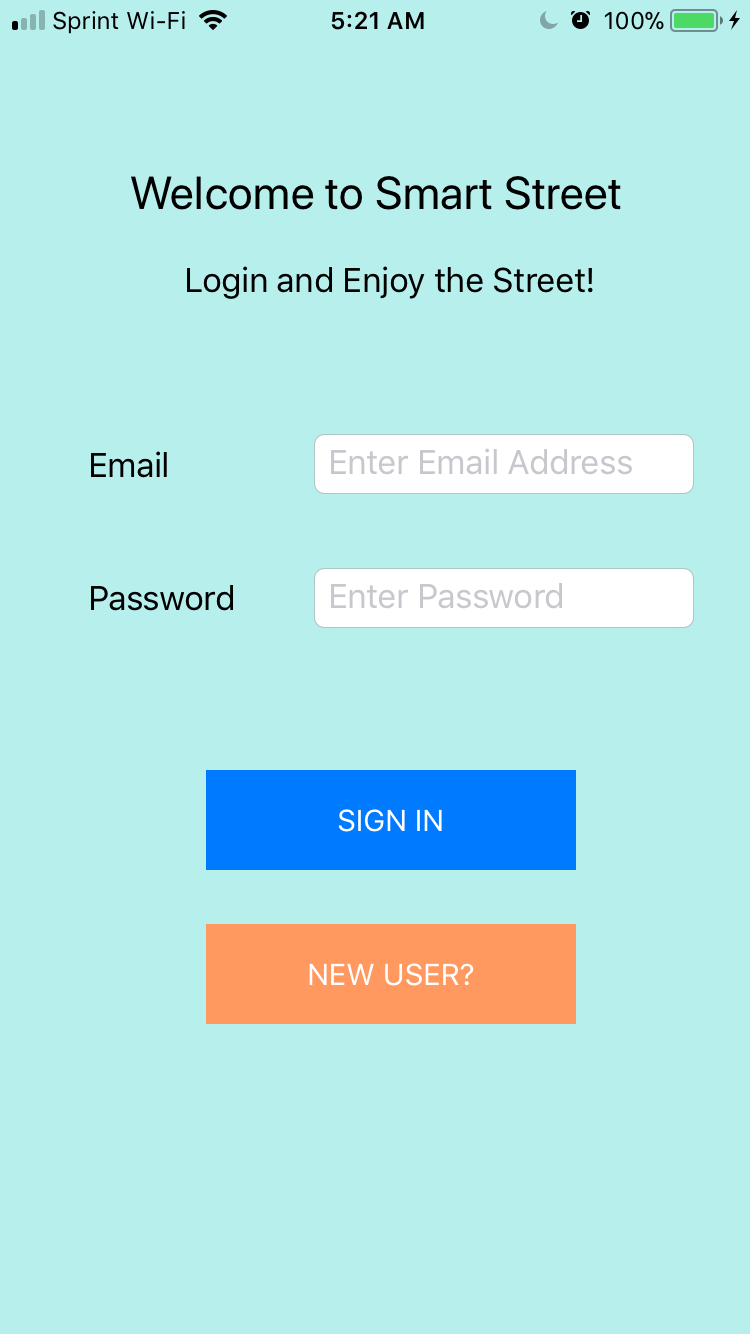 Sprint Wi-Fi 5:21 AM 100%
Welcome to Smart Street
Login and Enjoy the Street!
Email Enter Email Address
Password Enter Password
SIGN IN
NEW USER?